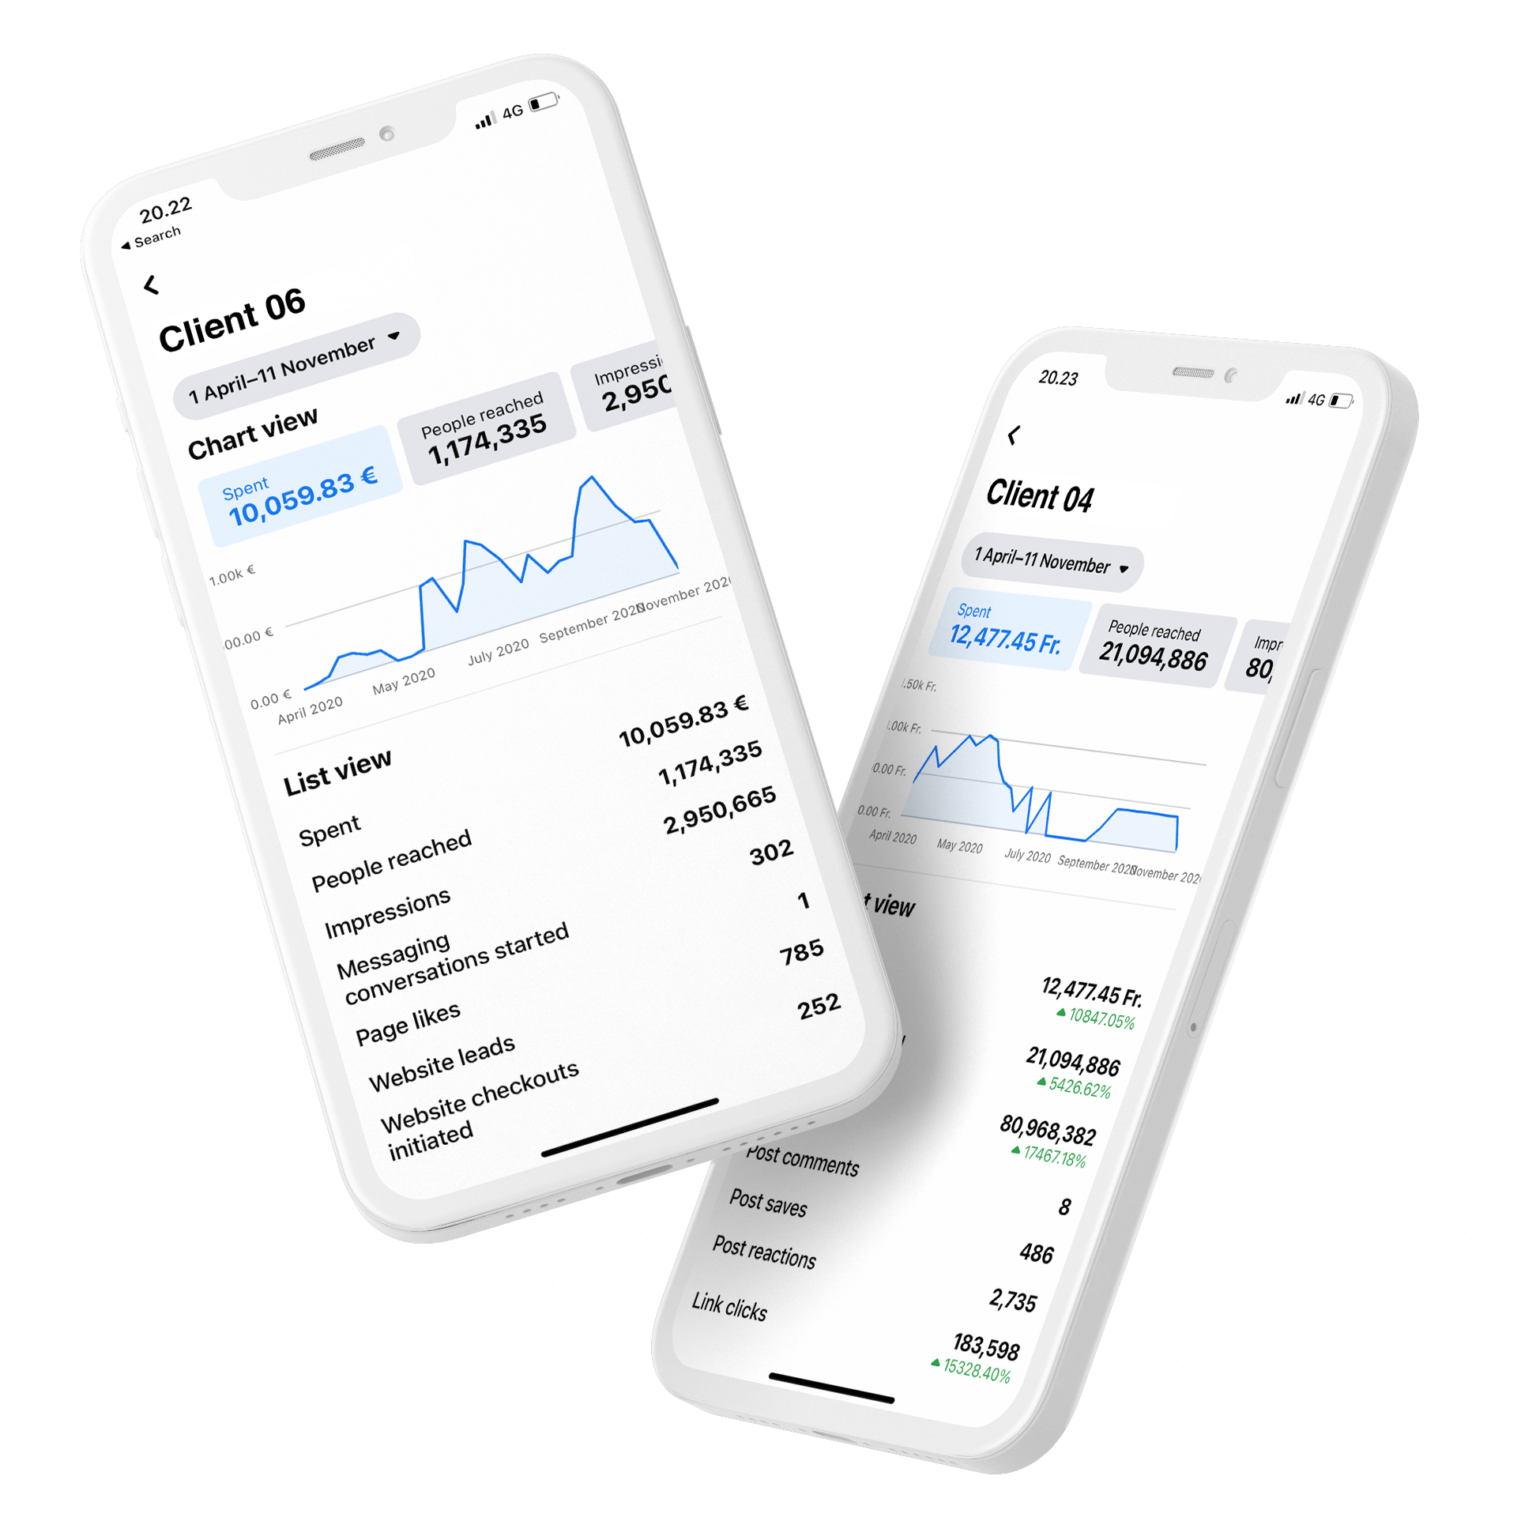 20.22
4G
Search
Client 06
1 April–11 November
Chart view
Spent
10,059.83 €
People reached
1,174,335
1.00k €
00.00 €
0.00 €
April 2020
May 2020
July 2020
September 2020
November 202
List view
Spent
10,059.83 €
People reached
1,174,335
Impressions
2,950,665
Messaging
conversations started
302
Page likes
1
Website leads
785
Website checkouts
initiated
252
20.23
4G
Client 04
1 April–11 November
Spent
12,477.45 Fr.
People reached
21,094,886
80,
.50k Fr.
.00k Fr.
0.00 Fr.
0.00 Fr.
April 2020
May 2020
July 2020
September 2020
November 202
view
12,477.45 Fr.
10847.05%
21,094,886
5426.62%
80,968,382
17467.18%
Post comments
8
Post saves
486
Post reactions
2,735
Link clicks
183,598
15328.40%